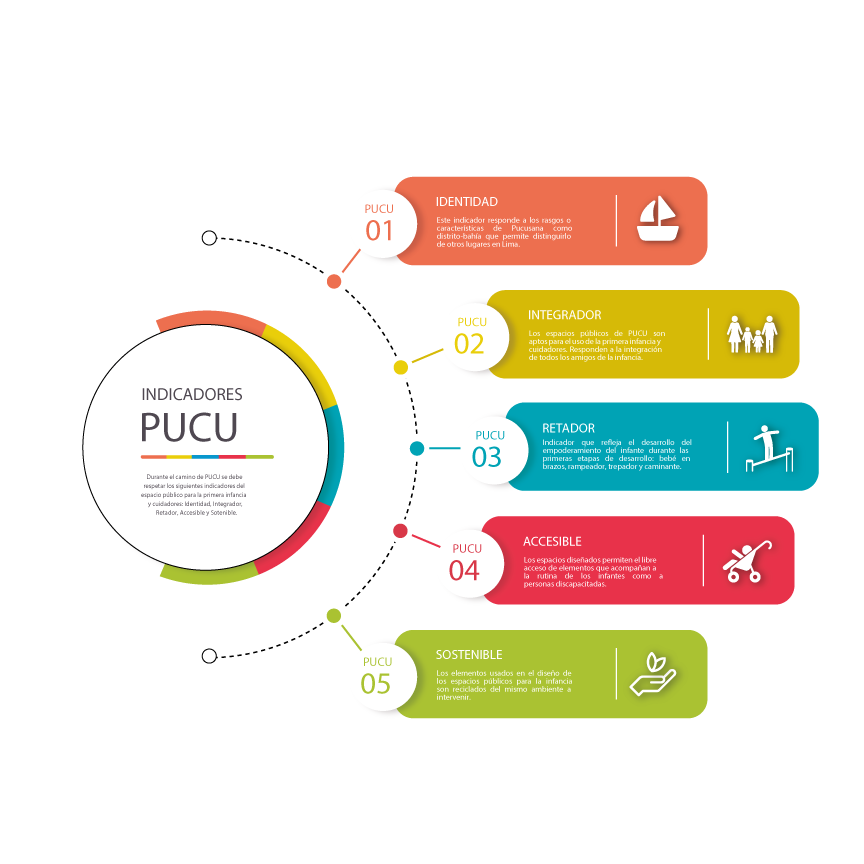 INDICADORES
PUCU
Durante el camino de PUCU se debe
respetar los siguientes indicadores del
espacio público para la primera infancia
y cuidadores: Identidad, Integrador,
Retador, Accesible y Sostenible.
PUCU
01
IDENTIDAD
Este indicador responde a los rasgos o
características de Pucusana como
distrito-bahía que permite distinguirlo
de otros lugares en Lima.
PUCU
02
INTEGRADOR
Los espacios públicos de PUCU son
aptos para el uso de la primera infancia y
cuidadores. Responden a la integración
de todos los amigos de la infancia.
PUCU
03
RETADOR
Indicador que refleja el desarrollo del
empoderamiento del infante durante las
primeras etapas de desarrollo: bebé en
brazos, rampeador, trepador y caminante.
PUCU
04
ACCESIBLE
Los espacios diseñados permiten el libre
acceso de elementos que acompañan a
la rutina de los infantes como a
personas discapacitadas.
PUCU
05
SOSTENIBLE
Los elementos usados en el diseño de
los espacios públicos para la infancia
son reciclados del mismo ambiente a
intervenir.